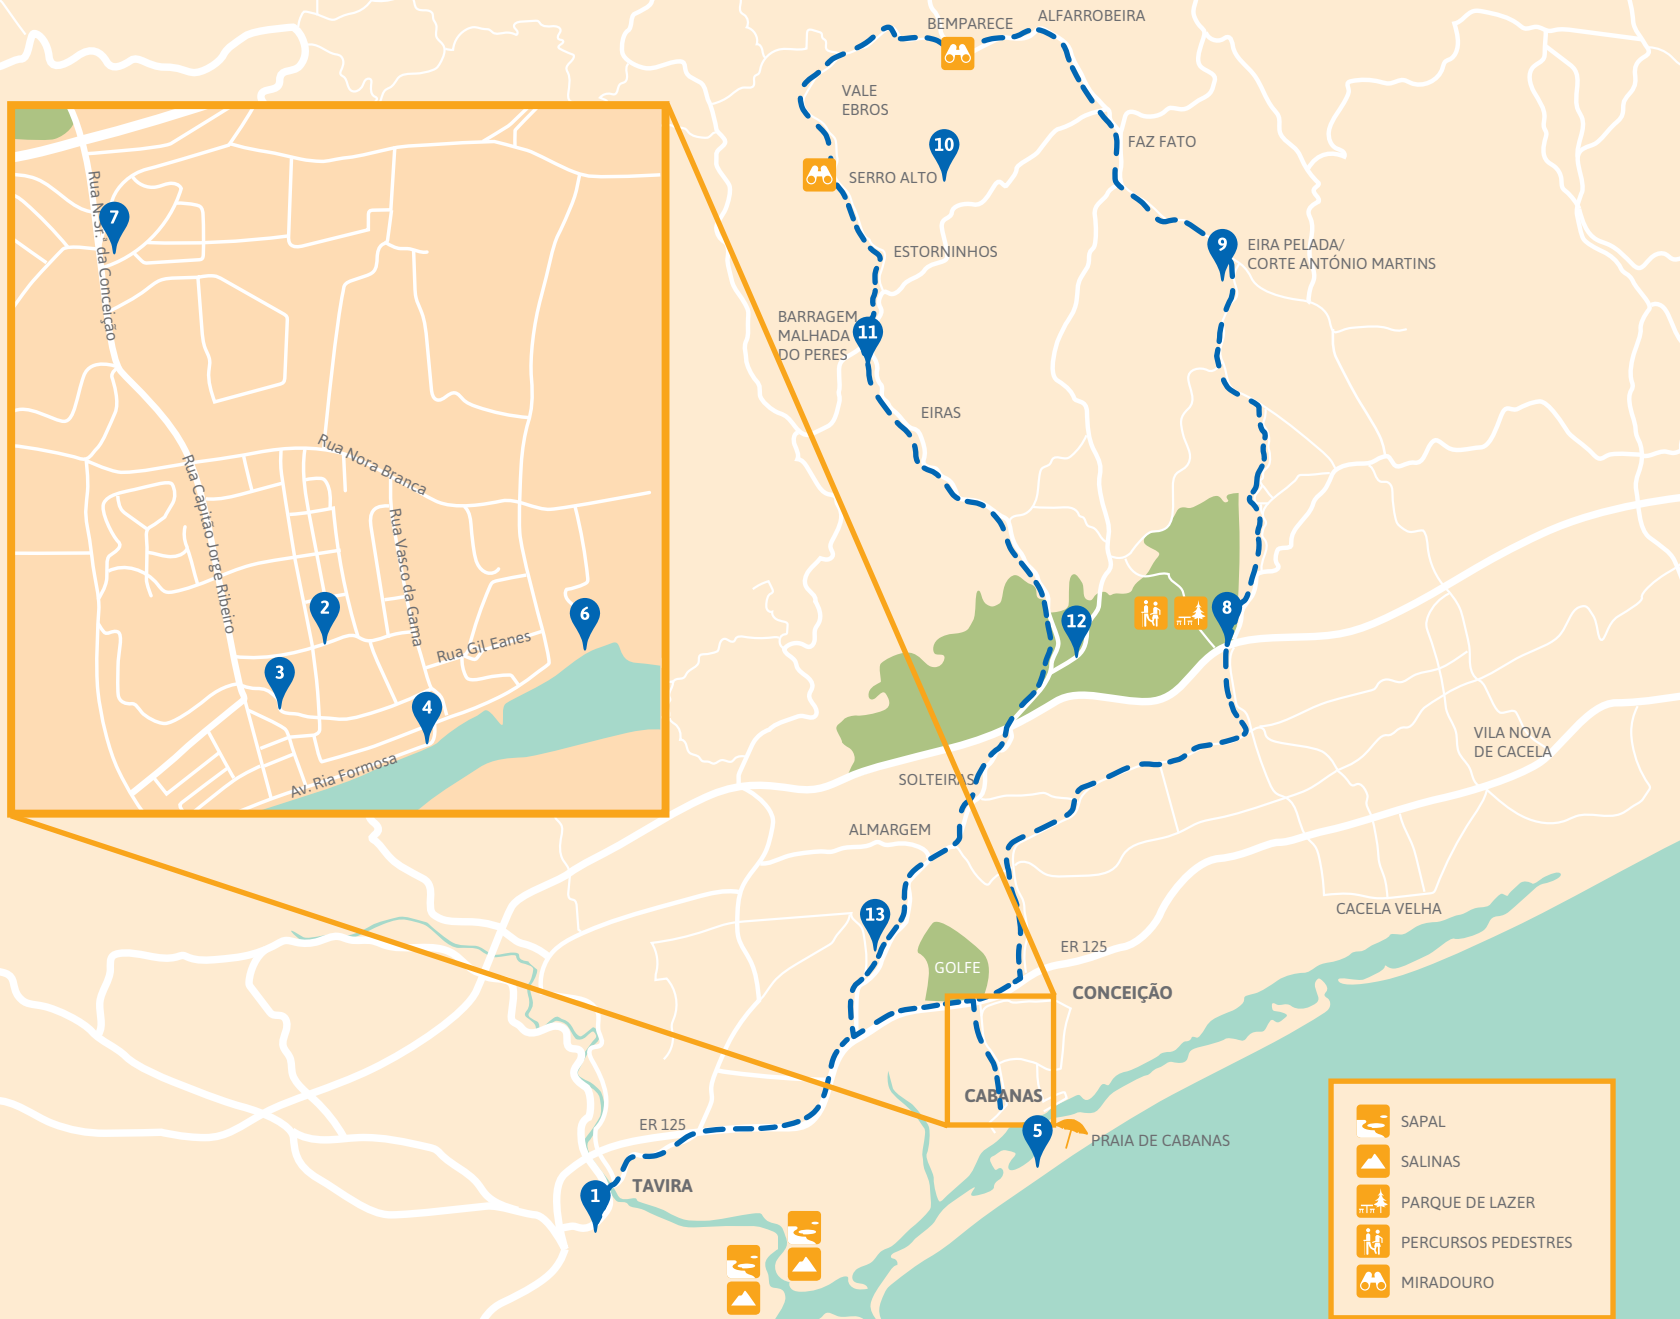 BEMPARECE
ALFARROBEIRA
VALE
EBROS
10
FAZ FATO
SERRO ALTO
9
EIRA PELADA/
CORTE ANTÓNIO MARTINS
ESTORNINHOS
BARRAGEM
MALHADA
DO PERES
11
EIRAS
Rua N. Sr.ª da Conceição
7
Rua Nora Branca
Rua Capitão Jorge Ribeiro
Rua Vasco da Gama
2
6
Rua Gil Eanes
3
4
Av. Ria Formosa
12
8
VILA NOVA
DE CACELA
SOLTEIRAS
ALMARGEM
13
CACELA VELHA
ER 125
GOLFE
CONCEIÇÃO
CABANAS
5
PRAIA DE CABANAS
ER 125
TAVIRA
1
SAPAL
SALINAS
PARQUE DE LAZER
PERCURSOS PEDESTRES
MIRADOURO